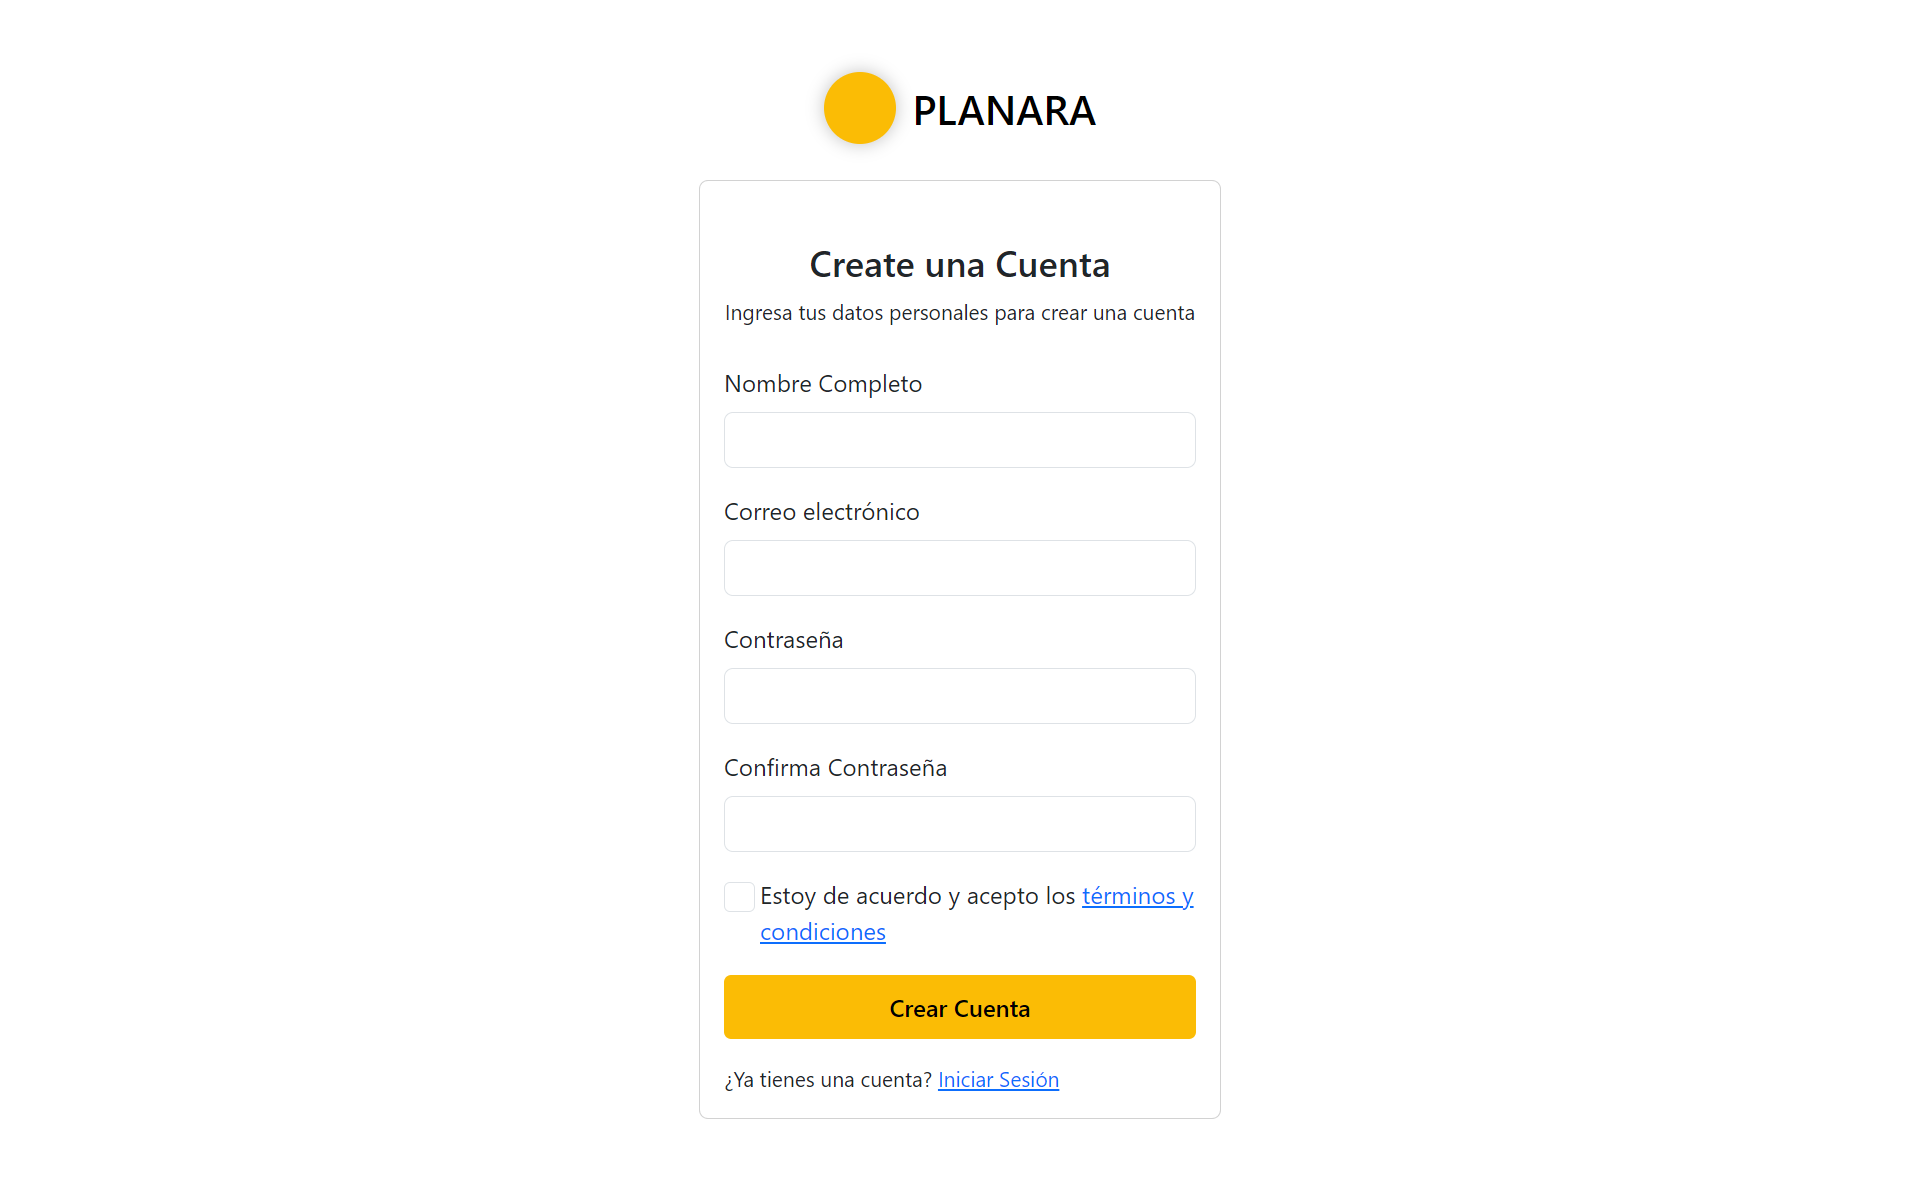 PLANARA
Create una Cuenta
Ingresa tus datos personales para crear una cuenta
Nombre Completo
Correo electrónico
Contraseña
Confirma Contraseña
Estoy de acuerdo y acepto los términos y
condiciones
Crear Cuenta
¿Ya tienes una cuenta? Iniciar Sesión